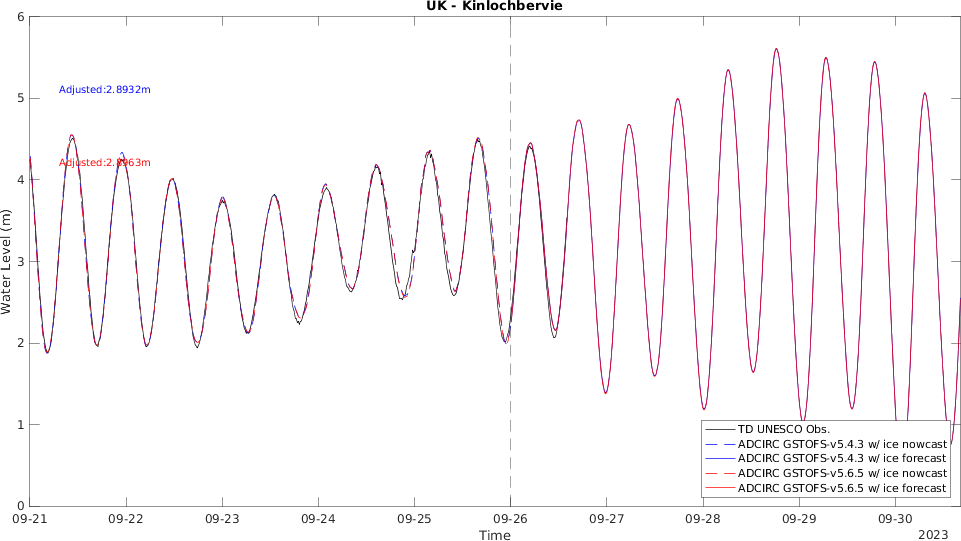 UK - Kinlochbervie
6
5
4
3
2
1
0
Water Level (m)
Adjusted:2.8932m
Adjusted:2.8963m
TD UNESCO Obs.
ADCIRC GSTOFS-v5.4.3 w/ ice nowcast
ADCIRC GSTOFS-v5.4.3 w/ ice forecast
ADCIRC GSTOFS-v5.6.5 w/ ice nowcast
ADCIRC GSTOFS-v5.6.5 w/ ice forecast
09-21 09-22 09-23 09-24 09-25 09-26 09-27 09-28 09-29 09-30
Time
2023